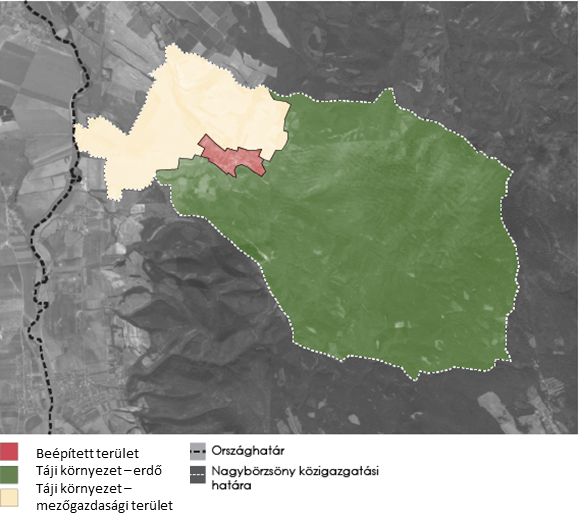 Beépített terület
Táji környezet – erdő
Táji környezet –
mezőgazdasági terület
Országhatár
Nagybörzsöny közigazgatási
határa